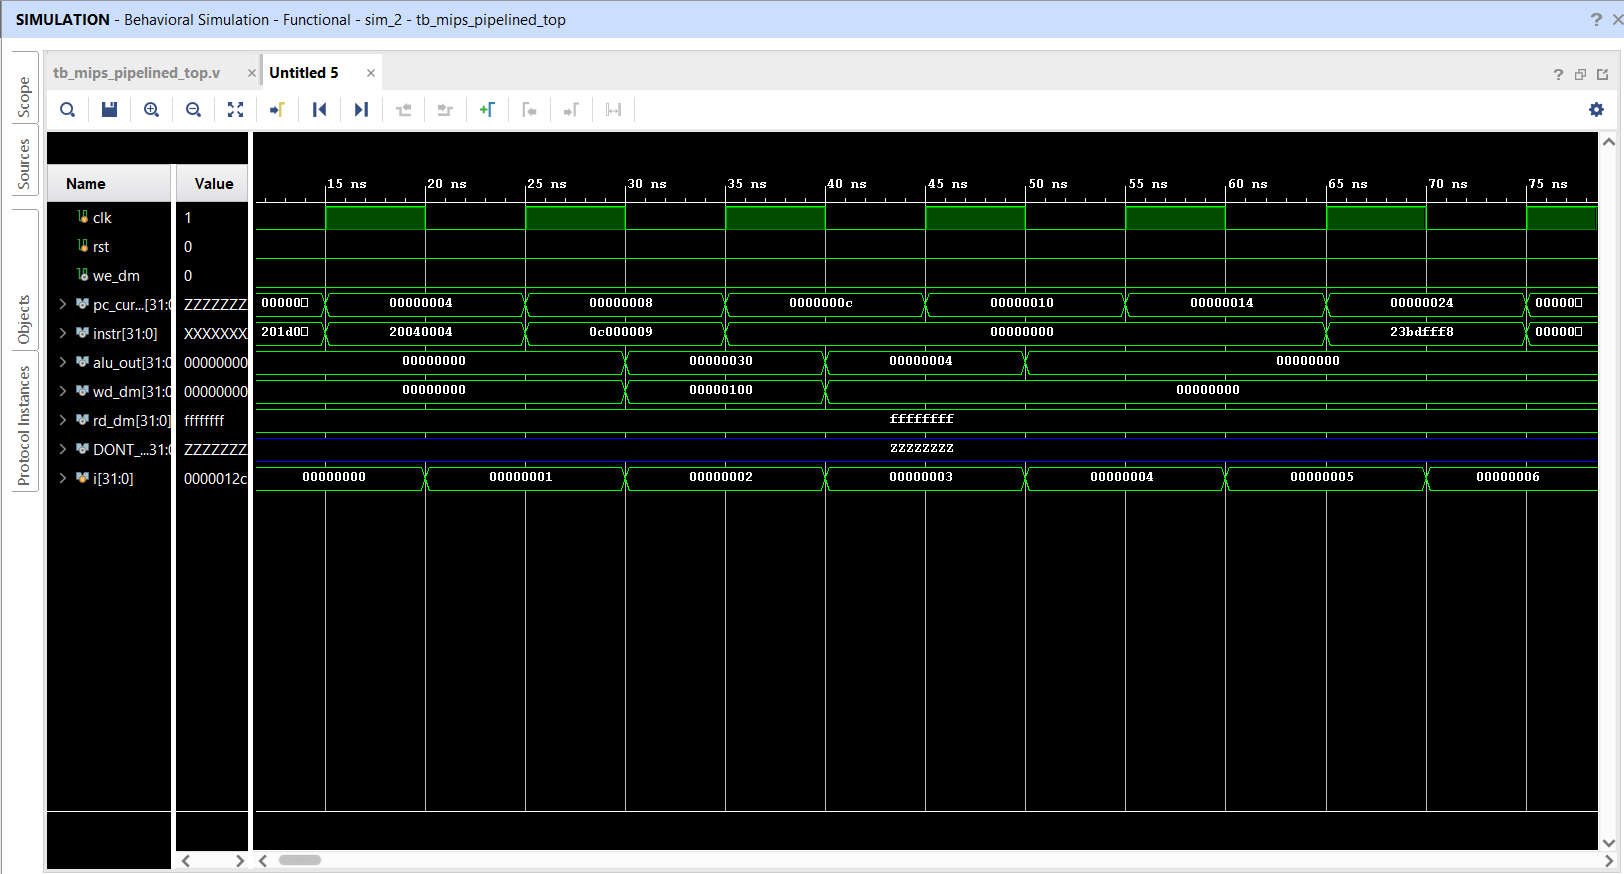 SIMULATION - Behavioral Simulation - Functional - sim_2 - tb_mips_pipelined_top
? ×
Scope
Sources
Objects
Protocol Instances
tb_mips_pipelined_top.v × Untitled 5 ×
?
Name Value
15 ns 20 ns 25 ns 30 ns 35 ns 40 ns 45 ns 50 ns 55 ns 60 ns 65 ns 70 ns 75 ns
clk 1
rst 0
we_dm 0
pc_cur...[31:0 ZZZZZZZ 00000 00000004 00000008 0000000c 00000010 00000014 00000024 00000
instr[31:0] XXXXXXX 201d0 20040004 0c000009 00000000 23bdfff8 00000
alu_out[31:0 00000000 00000000 00000030 00000004 00000000
wd_dm[31:0 00000000 00000000 00000100 00000000
rd_dm[31:0] ffffffff ffffffff
DONT_...31:0 ZZZZZZZ ZZZZZZZZ
i[31:0] 0000012c 00000000 00000001 00000002 00000003 00000004 00000005 00000006